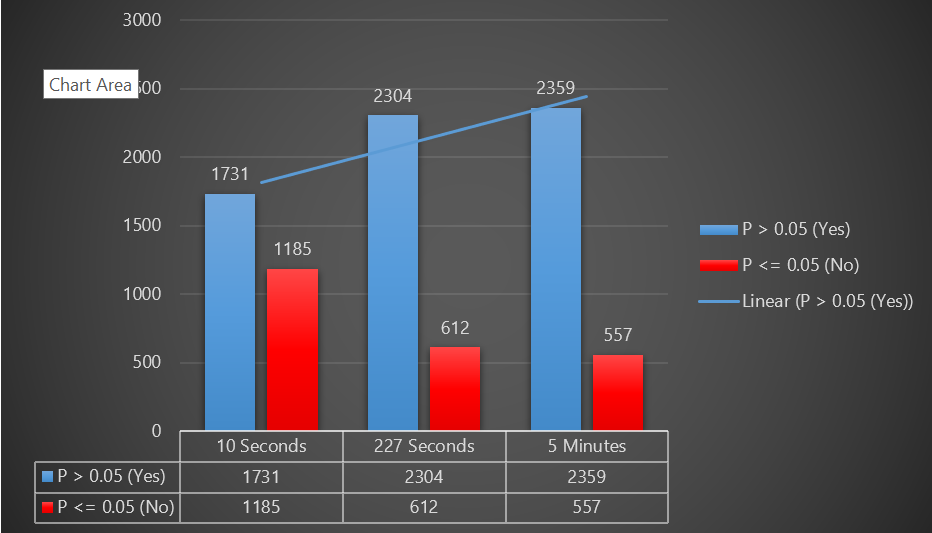 3000
Chart Area
500
2304
2359
2000
1731
1500
1185
1000
612
557
500
0
P > 0.05 (Yes)
P <= 0.05 (No)
Linear (P > 0.05 (Yes))
10 Seconds 227 Seconds 5 Minutes
P > 0.05 (Yes) 1731 2304 2359
P <= 0.05 (No) 1185 612 557